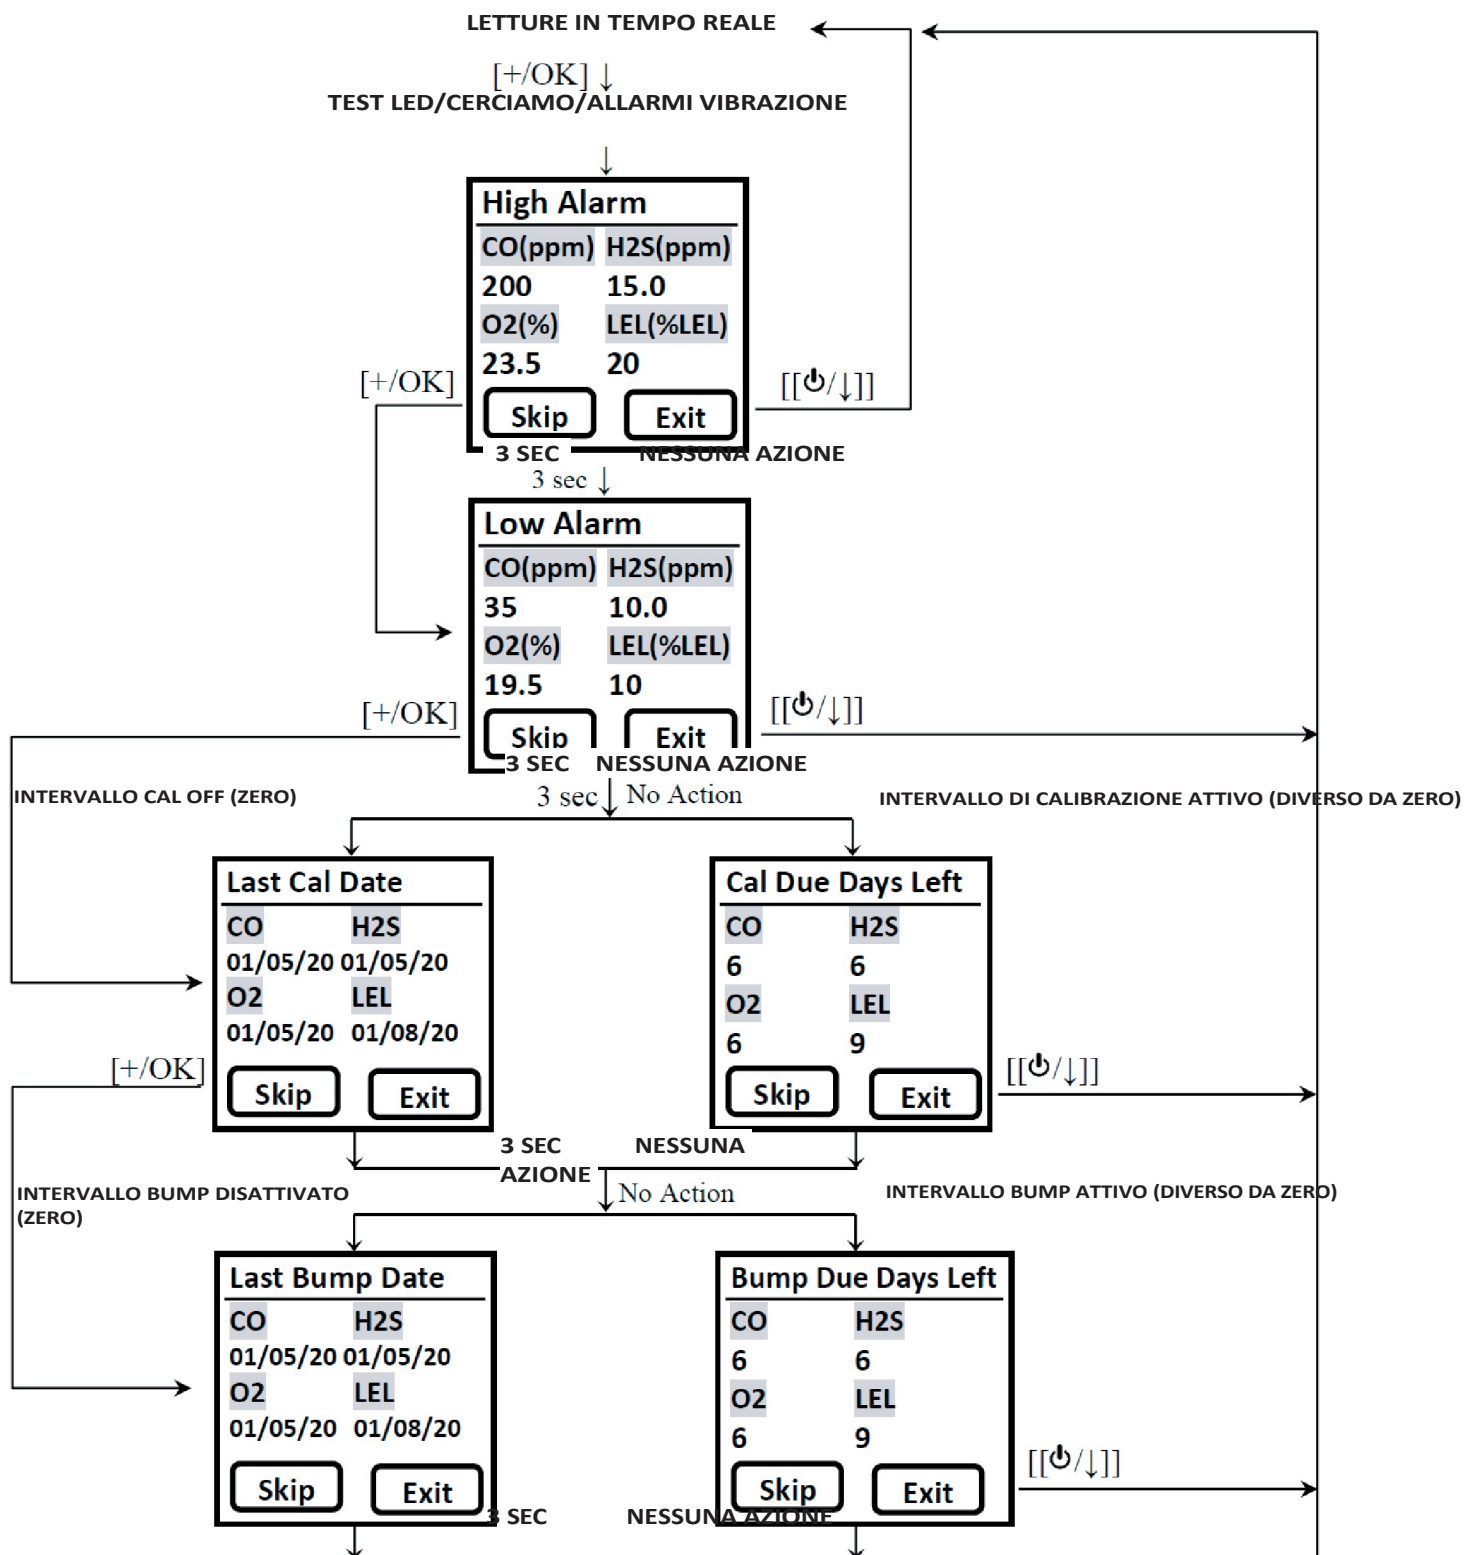 LETTURE IN TEMPO REALE
[+/OK] ↓
TEST LED/CERCIAMO/ALLARMI VIBRAZIONE
↓
High Alarm
CO(ppm) H2S(ppm)
200 15.0
O2(%) LEL(%LEL)
23.5 20
[+/OK]
[[⏻/↓]]
Skip Exit
3 SEC NESSUNA AZIONE
3 sec ↓
Low Alarm
CO(ppm) H2S(ppm)
35 10.0
O2(%) LEL(%LEL)
19.5 10
[+/OK]
[[⏻/↓]]
Skip Exit
3 SEC NESSUNA AZIONE
3 sec ↓ No Action
INTERVALLO CAL OFF (ZERO)
INTERVALLO DI CALIBRAZIONE ATTIVO (DIVERSO DA ZERO)
Last Cal Date
CO H2S
01/05/20 01/05/20
O2 LEL
01/05/20 01/08/20
[+/OK]
Skip Exit
Cal Due Days Left
CO H2S
6 6
O2 LEL
6 9
Skip Exit
[[⏻/↓]]
3 SEC NESSUNA
AZIONE
↓ No Action
INTERVALLO BUMP DISATTIVATO
(ZERO)
INTERVALLO BUMP ATTIVO (DIVERSO DA ZERO)
Last Bump Date
CO H2S
01/05/20 01/05/20
O2 LEL
01/05/20 01/08/20
Skip Exit
Bump Due Days Left
CO H2S
6 6
O2 LEL
6 9
Skip Exit
[[⏻/↓]]
3 SEC NESSUNA AZIONE